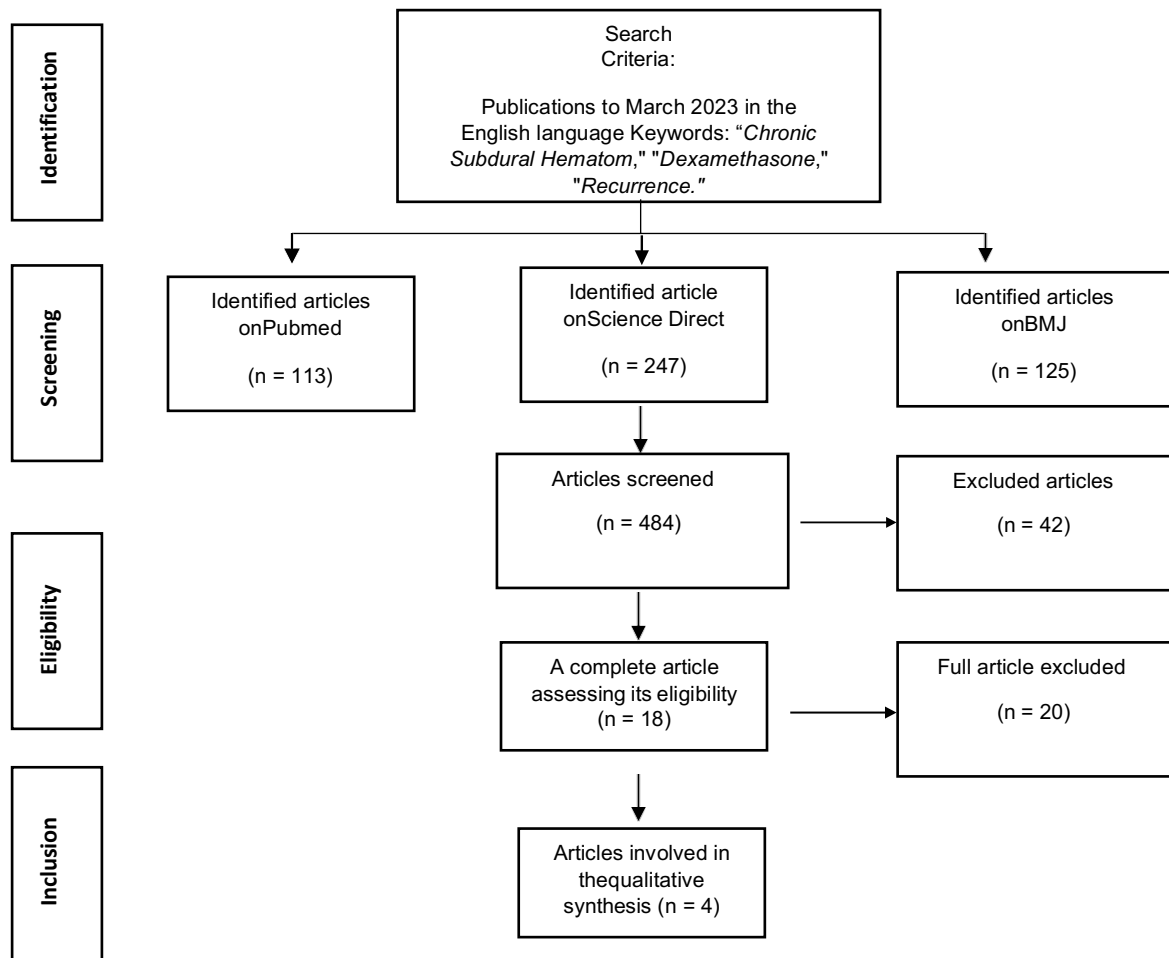 Identification
Search
Criteria:
Publications to March 2023 in the
English language Keywords: “Chronic
Subdural Hematom," "Dexamethasone,"
"Recurrence."
Screening
Identified articles
onPubmed
(n = 113)
Identified article
onScience Direct
(n = 247)
Identified articles
onBMJ
(n = 125)
Articles screened
(n = 484)
Excluded articles
(n = 42)
Eligibility
A complete article
assessing its eligibility
(n = 18)
Full article excluded
(n = 20)
Inclusion
Articles involved in
thequalitative
synthesis (n = 4)